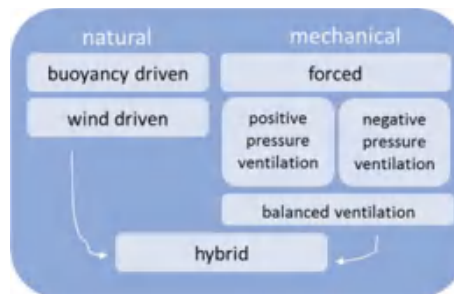 natural
mechanical
buoyancy driven
forced
wind driven
positive
pressure
ventilation
negative
pressure
ventilation
balanced ventilation
hybrid